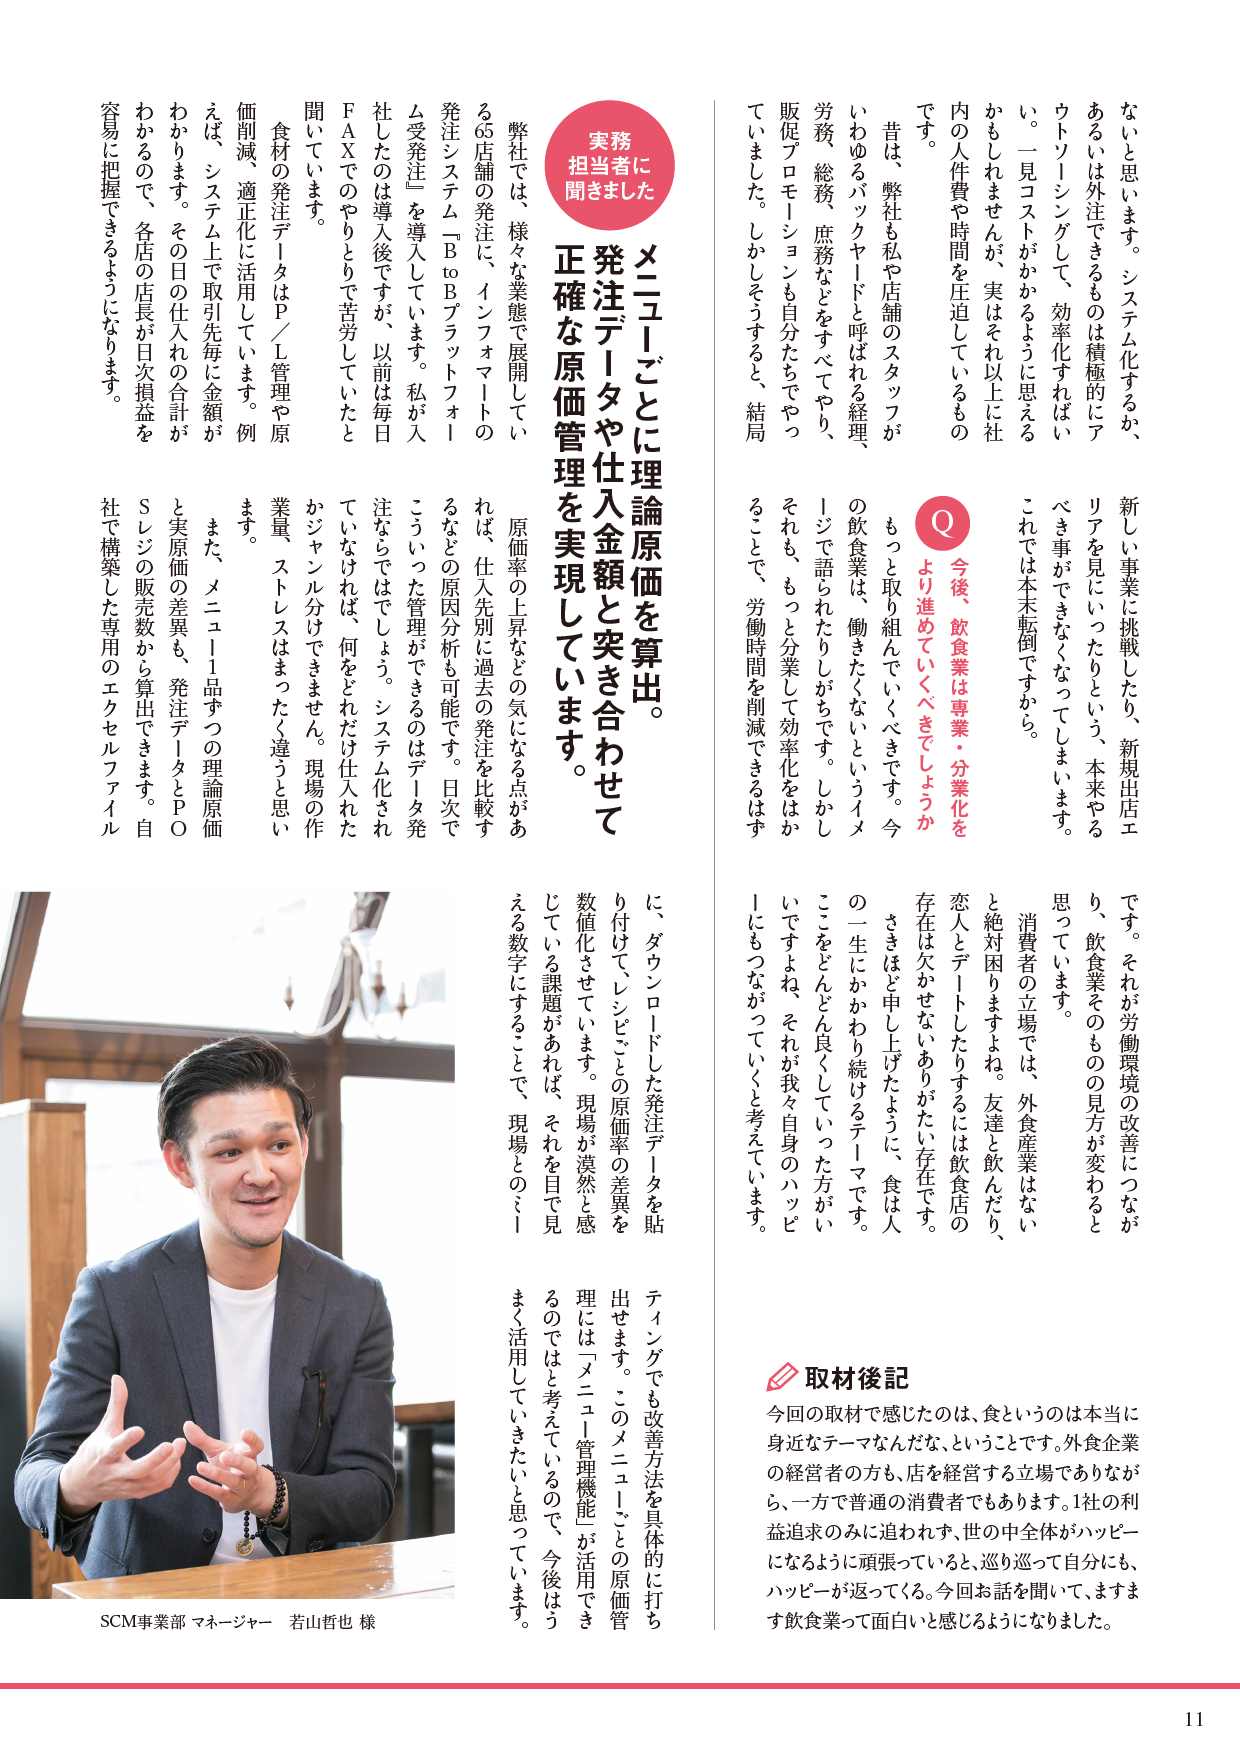 ないと思います。システム化するか、
あるいは外注できるものは積極的にア
ウトソーシングして、効率化すればい
い。一見コストがかかるように思える
かもしれませんが、実はそれ以上に社
内の人件費や時間を圧迫しているもの
です。
昔は、弊社も私や店舗のスタッフが
いわゆるバックヤードと呼ばれる経理、
労務、総務、庶務などをすべてやり、
販促プロモーションも自分たちでやっ
ていました。しかしそうすると、結局
新しい事業に挑戦したり、新規出店エ
リアを見にいったりという、本来やる
べき事ができなくなってしまいます。
これでは本末転倒ですから。
Q
今後、飲食業は専業・分業化を
より進めていくべきでしょうか
もっと取り組んでいくべきです。今
の飲食業は、働きたくないというイメ
ージで語られたりしがちです。しかし
それも、もっと分業して効率化をはか
ることで、労働時間を削減できるはず
です。それが労働環境の改善につなが
り、飲食業そのものの見方が変わると
思っています。
消費者の立場では、外食産業はない
と絶対困りますよね。友達と飲んだり、
恋人とデートしたりするには飲食店の
存在は欠かせないありがたい存在です。
さきほど申し上げたように、食は人
の一生にかかわり続けるテーマです。
ここをどんどん良くしていった方がい
いですよね、それが我々自身のハッピ
ーにもつながっていくと考えています。
取材後記
今回の取材で感じたのは、食というのは本当に
身近なテーマなんだな、ということです。外食企業
の経営者の方も、店を経営する立場でありなが
ら、一方で普通の消費者でもあります。1社の利
益追求のみに追われず、世の中全体がハッピー
になるように頑張っていると、巡り巡って自分にも、
ハッピーが返ってくる。今回お話を聞いて、ますま
す飲食業って面白いと感じるようになりました。
実務
担当者に
聞きました
メニューごとに理論原価を算出。
発注データや仕入金額と突き合わせて
正確な原価管理を実現しています。
弊社では、様々な業態で展開してい
る65店舗の発注に、インフォマートの
発注システム『BtoBプラットフォー
ム受発注』を導入しています。私が入
社したのは導入後ですが、以前は毎日
FAXでのやりとりで苦労していたと
聞いています。
食材の発注データはP／L管理や原
価削減、適正化に活用しています。例
えば、システム上で取引先毎に金額が
わかります。その日の仕入れの合計が
わかるので、各店の店長が日次損益を
容易に把握できるようになります。
原価率の上昇などの気になる点があ
れば、仕入先別に過去の発注を比較す
るなどの原因分析も可能です。日次で
こういった管理ができるのはデータ発
注ならではでしょう。システム化され
ていなければ、何をどれだけ仕入れた
かジャンル分けできません。現場の作
業量、ストレスはまったく違うと思い
ます。
また、メニュー1品ずつの理論原価
と実原価の差異も、発注データとPO
Sレジの販売数から算出できます。自
社で構築した専用のエクセルファイル
に、ダウンロードした発注データを貼
り付けて、レシピごとの原価率の差異を
数値化させています。現場が漠然と感
じている課題があれば、それを目で見
える数字にすることで、現場とのミー
ティングでも改善方法を具体的に打ち
出せます。このメニューごとの原価管
理には「メニュー管理機能」が活用でき
るのではと考えているので、今後はう
まく活用していきたいと思っています。
SCM事業部 マネージャー　若山哲也 様
11